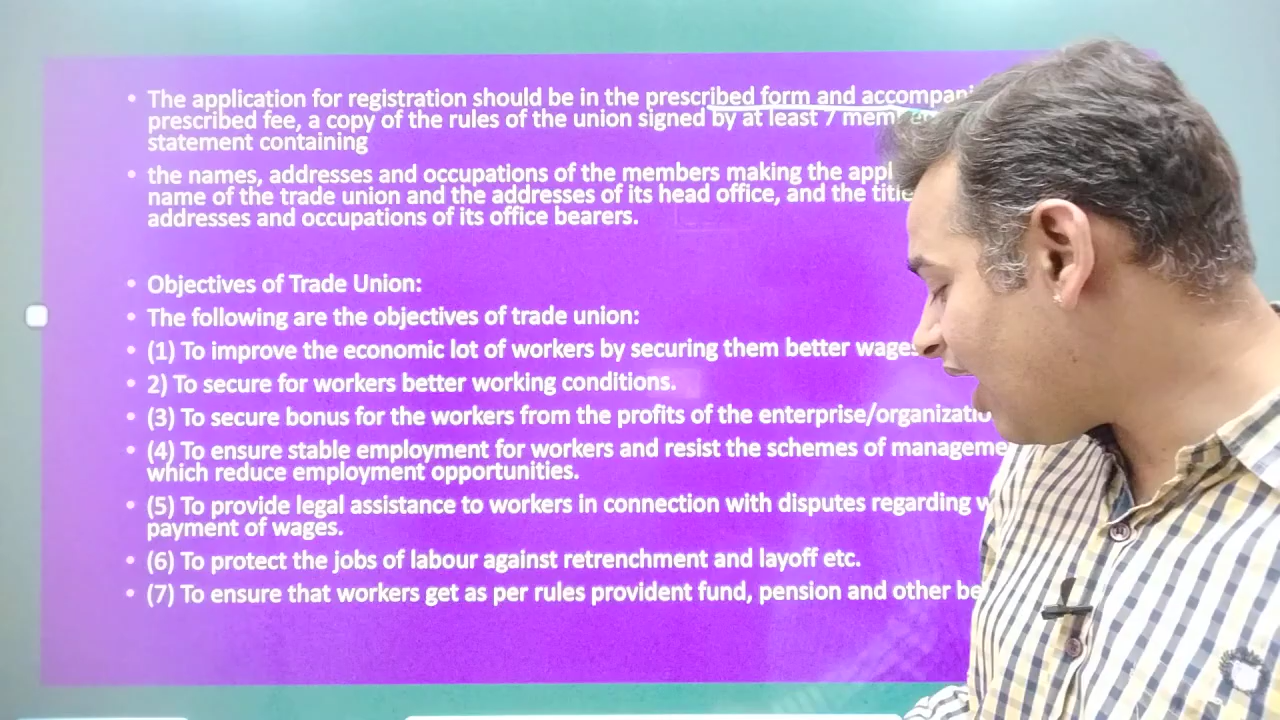 • The application for registration should be in the prescribed form and
prescribed fee, a copy of the rules of the union signed by at least 7
statement containing
• the names, addresses and occupations of the members making the
name of the trade union and the addresses of its head office, and the
addresses and occupations of its office bearers.
• Objectives of Trade Union:
• The following are the objectives of trade union:
• (1) To improve the economic lot of workers by securing them better wages
• 2) To secure for workers better working conditions.
• (3) To secure bonus for the workers from the profits of the
• (4) To ensure stable employment for workers and resist the schemes of
which reduce employment opportunities.
• (5) To provide legal assistance to workers in connection with disputes regarding
payment of wages.
• (6) To protect the jobs of labour against retrenchment and layoff etc.
• (7) To ensure that workers get as per rules provident fund, pension and other